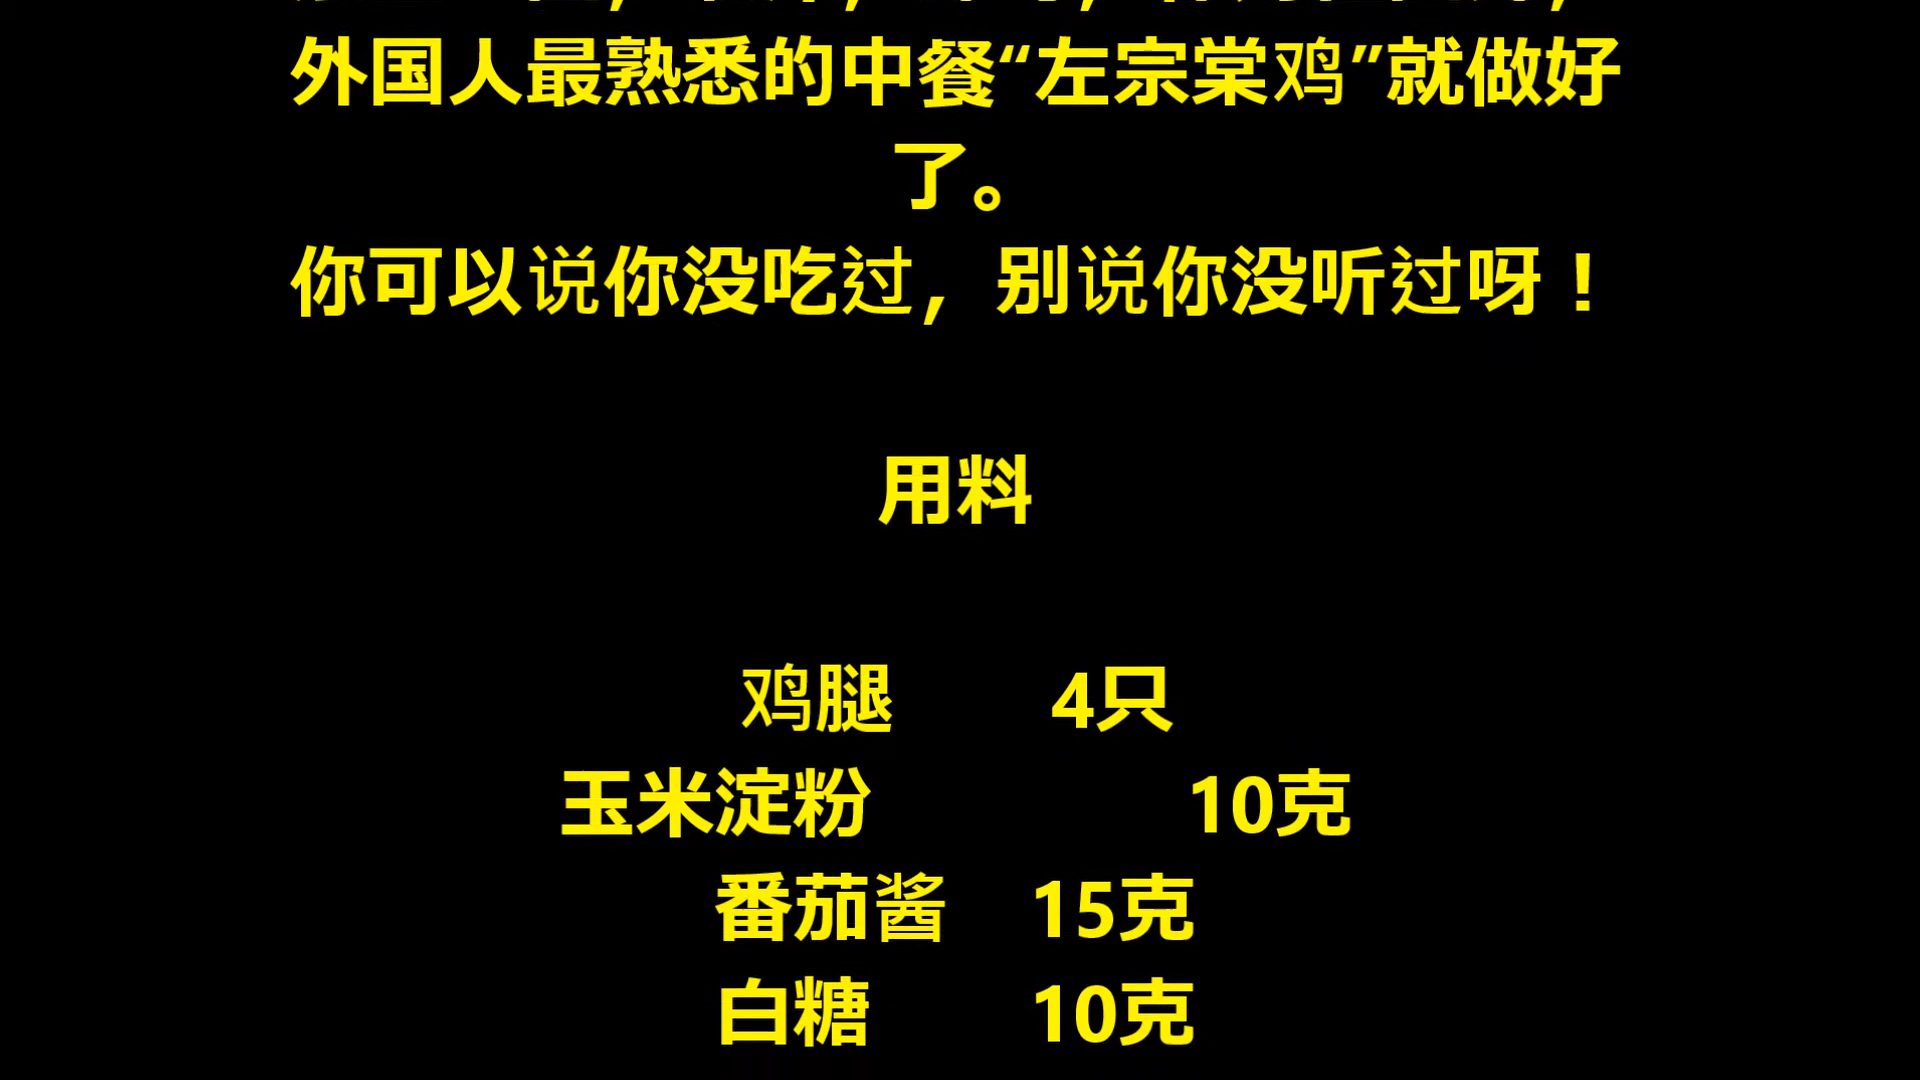 外国人最熟悉的中餐“左宗棠鸡”就做好
了。
你可以说你没吃过，别说你没听过呀！
用料
鸡腿 4只
玉米淀粉 10克
番茄酱 15克
白糖 10克